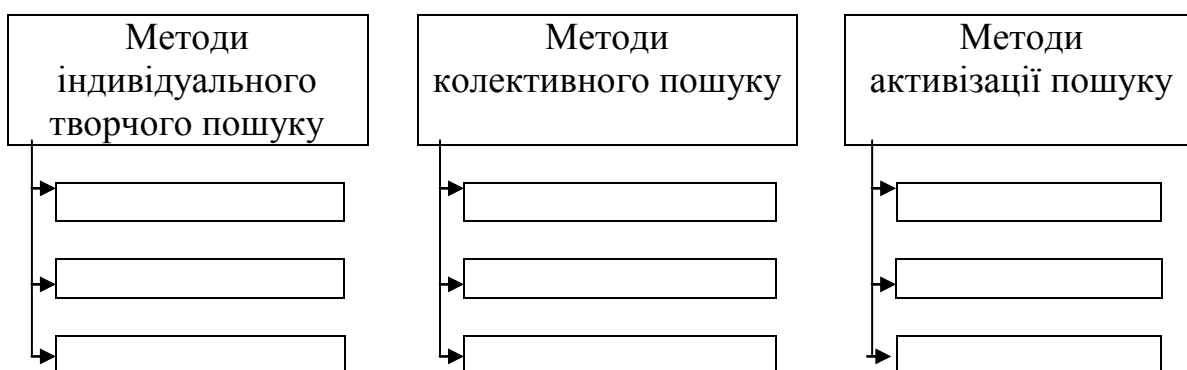 Методи
індивідуального
творчого пошуку
Методи
колективного пошуку
Методи
активізації пошуку